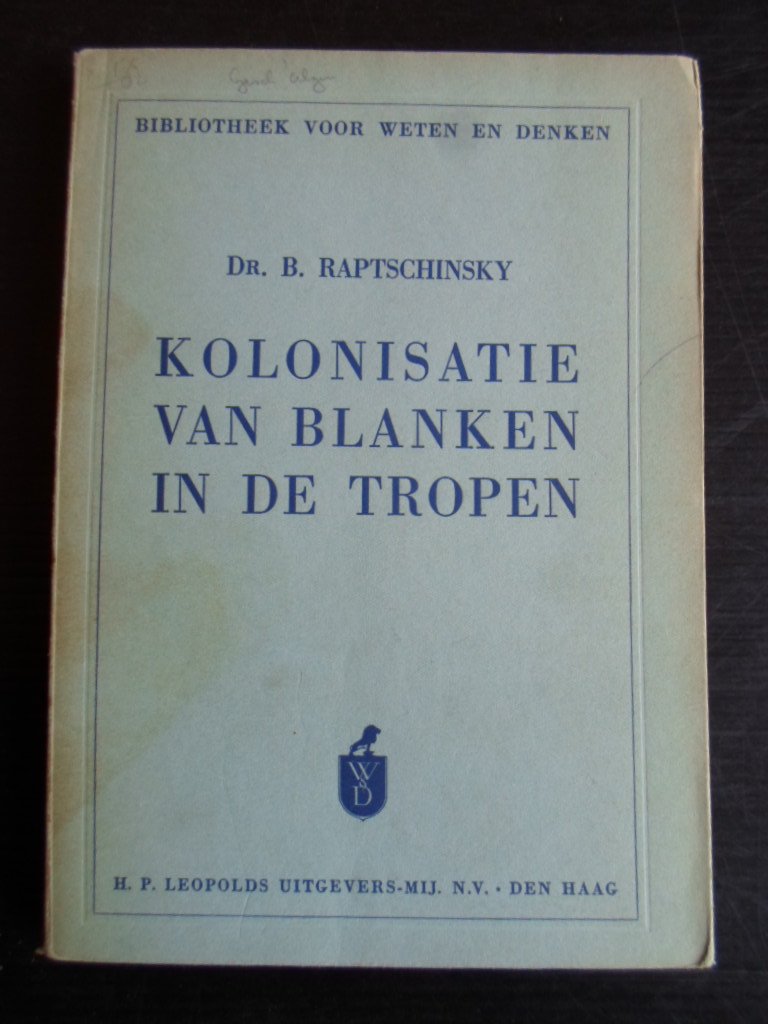 BIBLIOTHEEK VOOR WETEN EN DENKEN
DR. B. RAPTSCHINSKY
KOLONISATIE
VAN BLANKEN
IN DE TROPEN
W
&
D
H. P. LEOPOLDS UITGEVERS-MIJ. N.V. • DEN HAAG